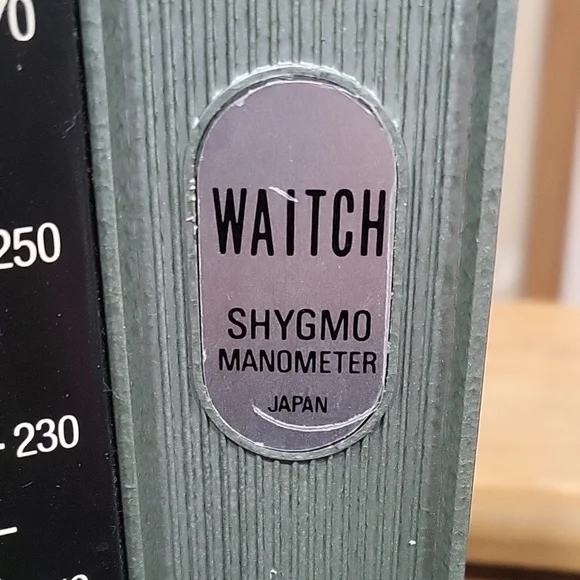 WAITCH
SHYGMO
MANOMETER
JAPAN
250
230